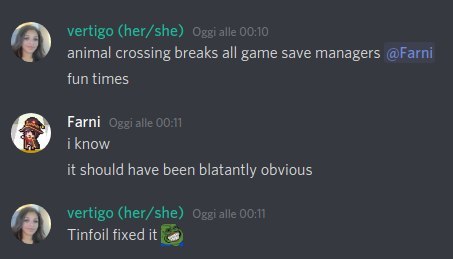 vertigo (her/she) Oggi alle 00:10
animal crossing breaks all game save managers @Farni
fun times
Farni Oggi alle 00:11
i know
it should have been blatantly obvious
vertigo (her/she) Oggi alle 00:11
Tinfoil fixed it